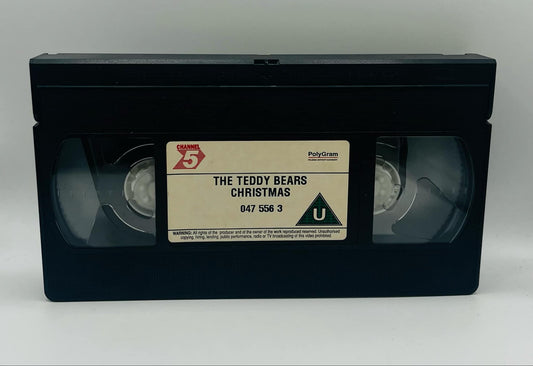 CHANNEL
5
PolyGram
THE TEDDY BEARS
CHRISTMAS
047 556 3
U
WARNING: All rights of the producer and of the owner of the work reproduced reserved. Unauthorised
copying, hiring, lending, public performance, radio or TV broadcasting of this video prohibited.